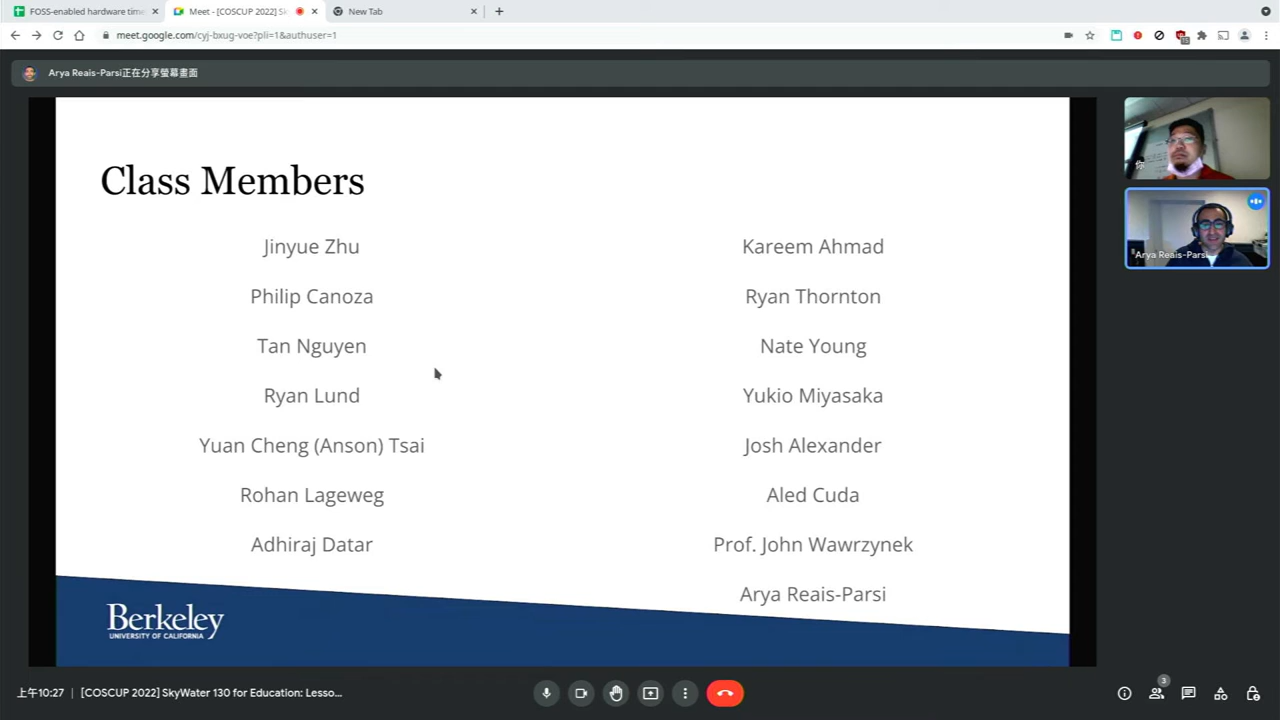 FOSS-enabled hardware time
Meet - [COSCUP 2022] Sk
New Tab
meet.google.com/cyj-bxug-voe?pli=1&authuser=1
Arya Reais-Parsi正在分享螢幕畫面
Class Members
Jinyue Zhu
Philip Canoza
Tan Nguyen
Ryan Lund
Yuan Cheng (Anson) Tsai
Rohan Lageweg
Adhiraj Datar
Kareem Ahmad
Ryan Thornton
Nate Young
Yukio Miyasaka
Josh Alexander
Aled Cuda
Prof. John Wawrzynek
Arya Reais-Parsi
Berkeley
UNIVERSITY OF CALIFORNIA
你
Arya Reais-Parsi
上午10:27 | [COSCUP 2022] SkyWater 130 for Education: Lesso...
3